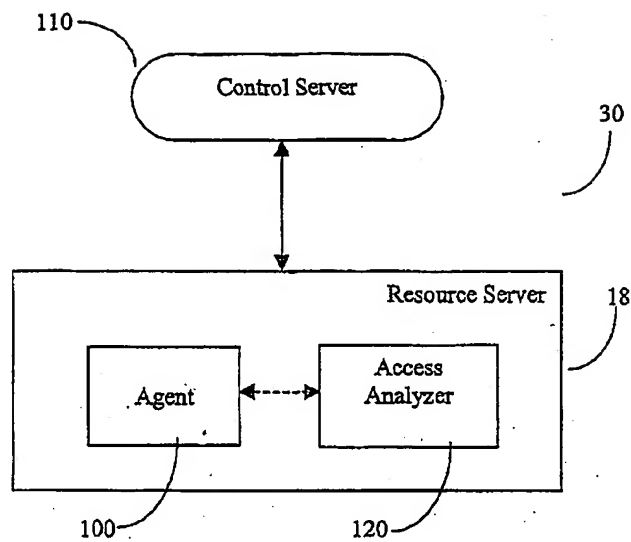 110
Control Server
30
Resource Server
18
Agent
Access
Analyzer
100
120